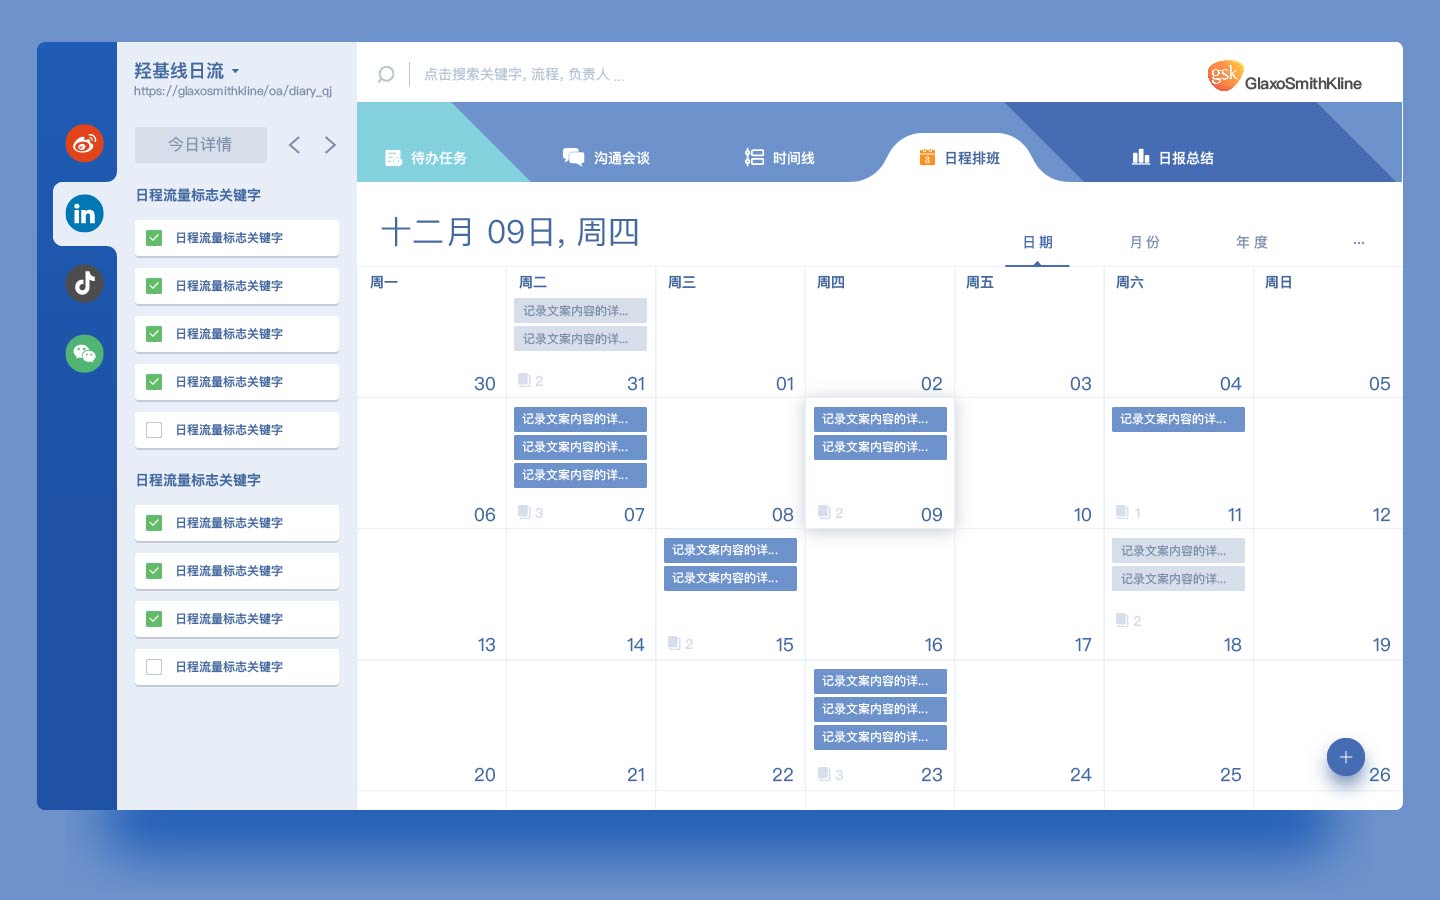 羟基线日流
https://glaxosmithkline/oa/diary_qj
点击搜索关键字, 流程, 负责人 ...
gsk
GlaxoSmithKline
今日详情
待办任务
沟通会谈
时间线
8
日程排班
日报总结
in
日程流量标志关键字
日程流量标志关键字
日程流量标志关键字
日程流量标志关键字
日程流量标志关键字
日程流量标志关键字
日程流量标志关键字
日程流量标志关键字
日程流量标志关键字
日程流量标志关键字
日程流量标志关键字
十二月 09日, 周四
日期
月份
年度
...
周一
周二
周三
周四
周五
周六
周日
记录文案内容的详...
记录文案内容的详...
30
2
31
01
02
03
04
05
记录文案内容的详...
记录文案内容的详...
记录文案内容的详...
记录文案内容的详...
记录文案内容的详...
记录文案内容的详...
06
3
07
08
2
09
10
1
11
12
记录文案内容的详...
记录文案内容的详...
记录文案内容的详...
记录文案内容的详...
13
14
2
15
16
17
2
18
19
记录文案内容的详...
记录文案内容的详...
记录文案内容的详...
20
21
22
3
23
24
25
26